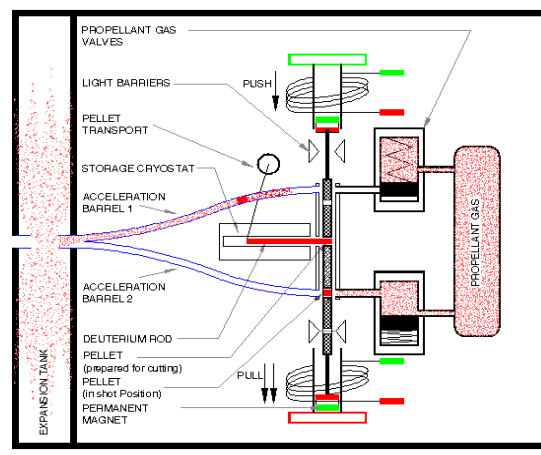 PROPELLANT GAS
VALVES
LIGHT BARRIERS
PUSH
PELLET
TRANSPORT
STORAGE CRYOSTAT
ACCELERATION
BARREL 1
ACCELERATION
BARREL 2
DEUTERIUM ROD
PELLET
(prepared for cutting)
PELLET
(in shot Position)
PULL
PERMANENT
MAGNET
EXPANSION TANK
PROPELLANT GAS